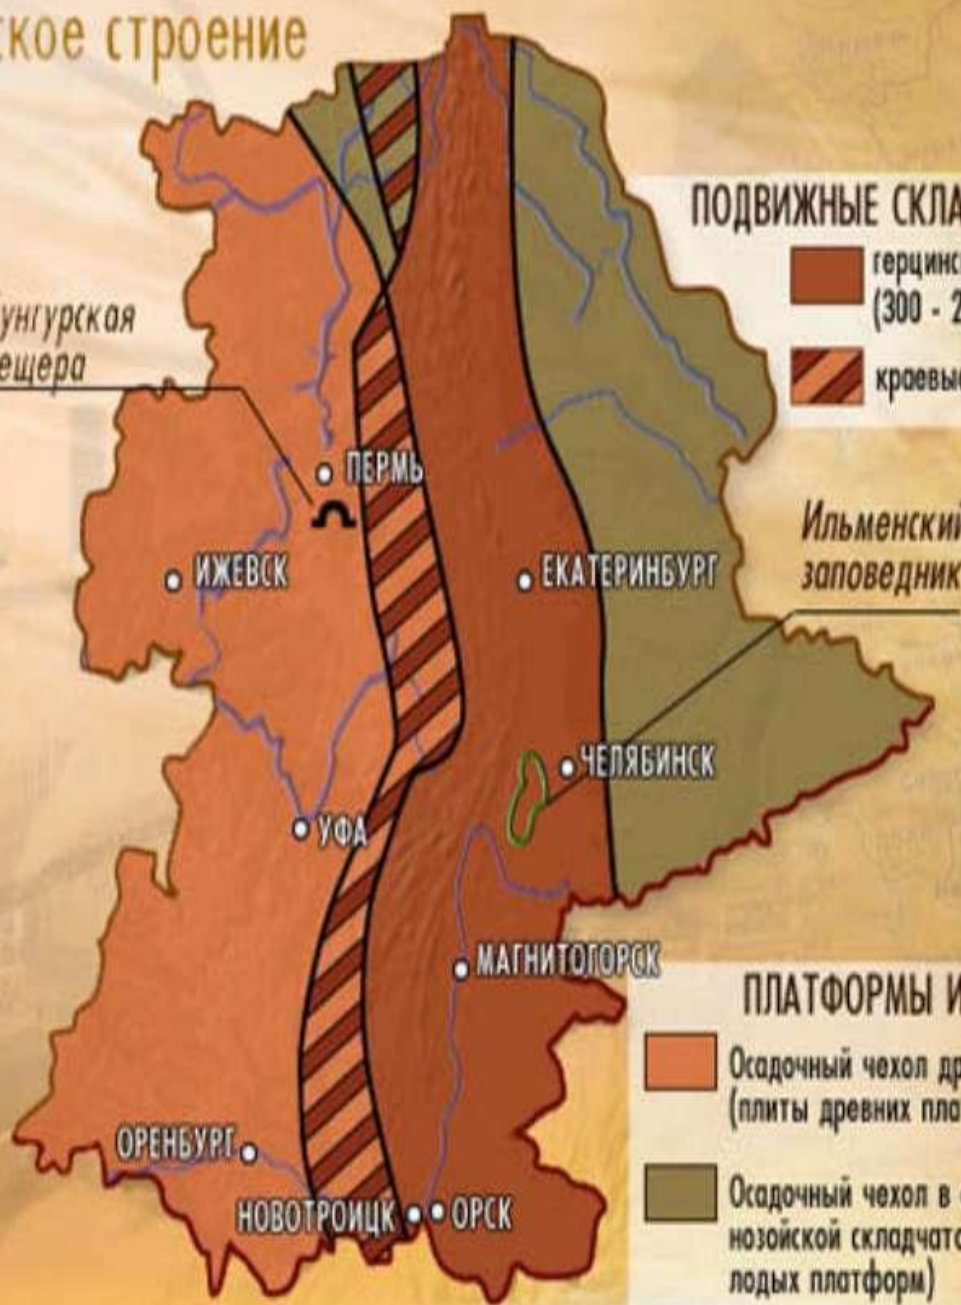 ское строение
ПОДВИЖНЫЕ СКЛА
герцинс
(300 - 2
краевые
унгурская
ещера
ПЕРМЬ
Ильменский
заповедник
ИЖЕВСК
ЕКАТЕРИНБУРГ
ЧЕЛЯБИНСК
УФА
МАГНИТОГОРСК
ПЛАТФОРМЫ И
Осадочный чехол др
(плиты древних пла
ОРЕНБУРГ
Осадочный чехол в
нозойской складчато
лодых платформ)
НОВОТРОИЦК
ОРСК